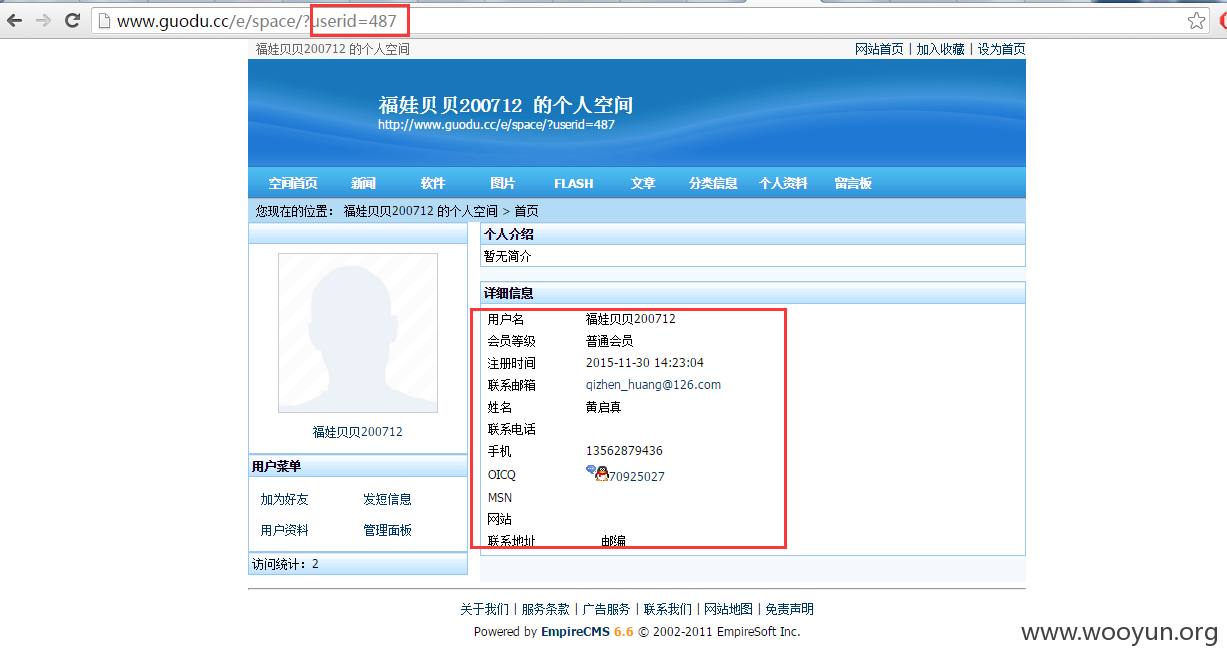 www.guodu.cc/e/space/?userid=487
福娃贝贝200712 的个人空间
网站首页 | 加入收藏 | 设为首页
福娃贝贝200712 的个人空间
http://www.guodu.cc/e/space/?userid=487
空间首页 新闻 软件 图片 FLASH 文章 分类信息 个人资料 留言板
您现在的位置： 福娃贝贝200712 的个人空间 > 首页
福娃贝贝200712
用户菜单
加为好友 发短信息
用户资料 管理面板
访问统计：2
个人介绍
暂无简介
详细信息
用户名 福娃贝贝200712
会员等级 普通会员
注册时间 2015-11-30 14:23:04
联系邮箱 qizhen_huang@126.com
姓名 黄启真
联系电话
手机 13562879436
OICQ 70925027
MSN
网站
联系地址 邮编
关于我们 | 服务条款 | 广告服务 | 联系我们 | 网站地图 | 免责声明
Powered by EmpireCMS 6.6 © 2002-2011 EmpireSoft Inc.
www.wooyun.org